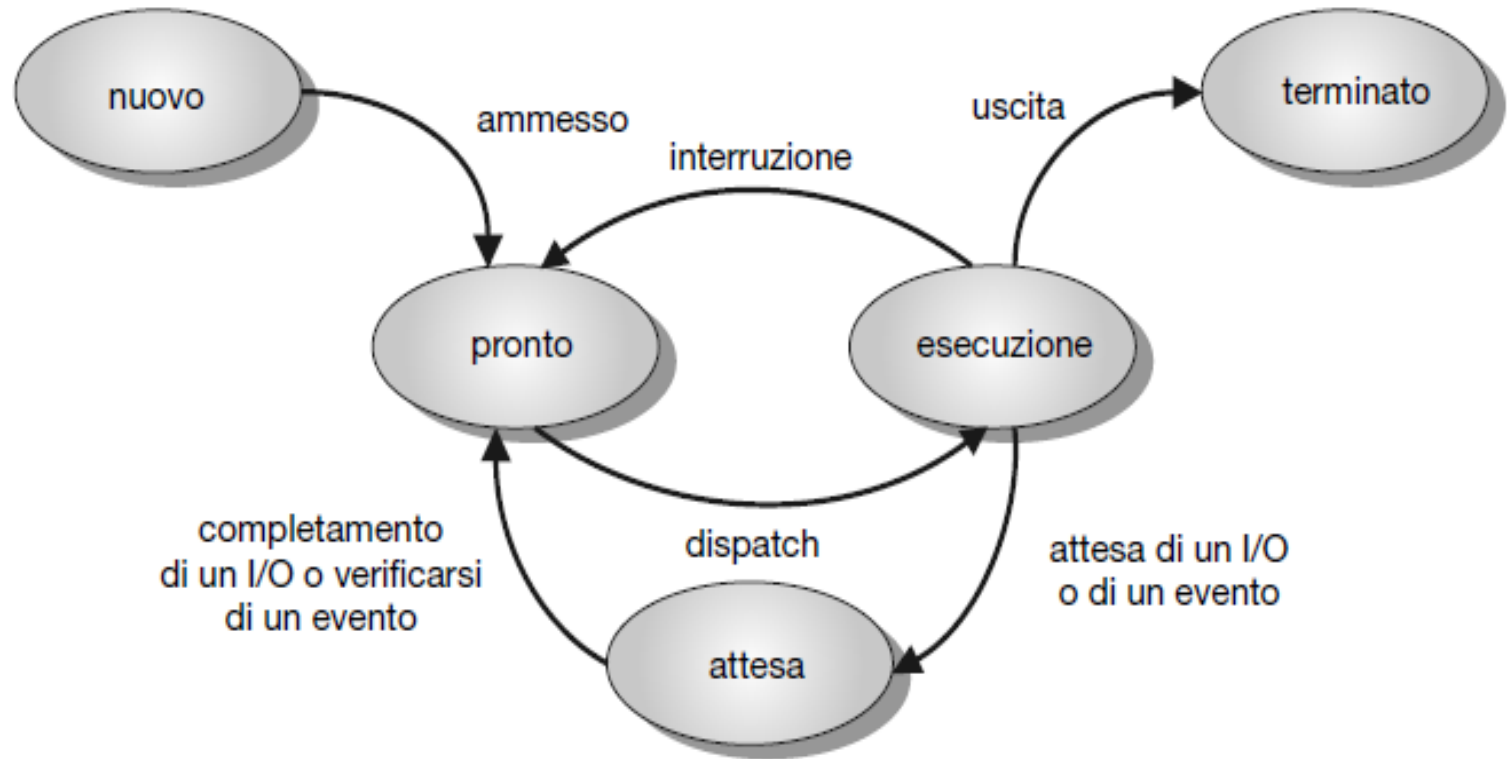 nuovo
ammesso
uscita
terminato
interruzione
pronto
esecuzione
completamento
di un I/O o verificarsi
di un evento
dispatch
attesa di un I/O
o di un evento
attesa